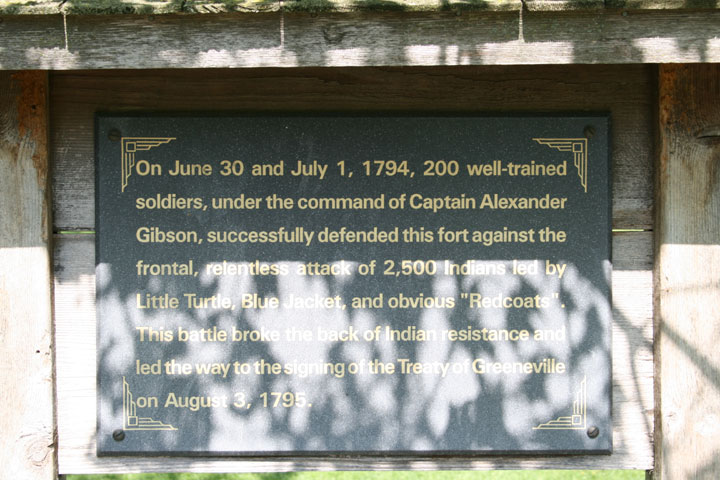 On June 30 and July 1, 1794, 200 well-trained
soldiers, under the command of Captain Alexander
Gibson, successfully defended this fort against the
frontal, relentless attack of 2,500 Indians led by
Little Turtle, Blue Jacket, and obvious "Redcoats".
This battle broke the back of Indian resistance and
led the way to the signing of the Treaty of Greeneville
on August 3, 1795.